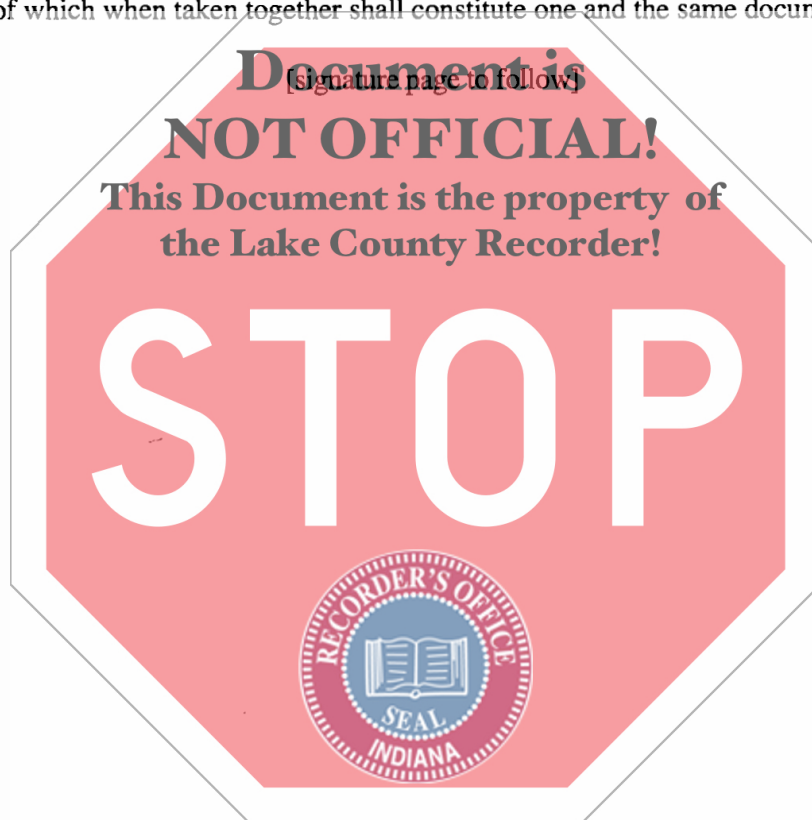 of which when taken together shall constitute one and the same docum
Document is
[signature page to follow]
NOT OFFICIAL!
This Document is the property of
the Lake County Recorder!
STOP
RECORDER'S OFFICE
SEAL
INDIANA